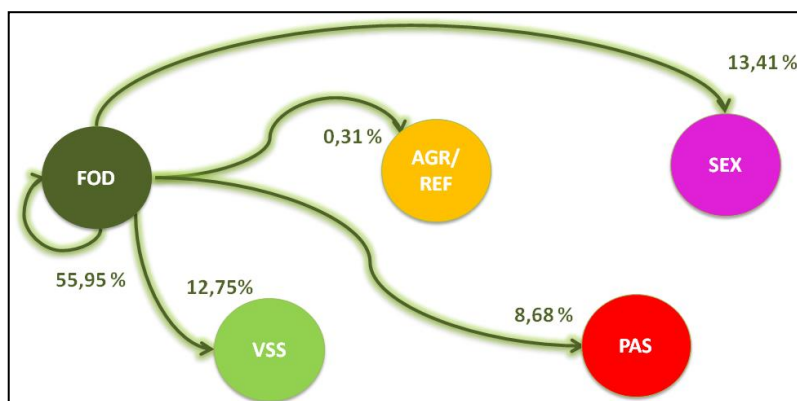 13,41 %
0,31 %
AGR/
REF
SEX
FOD
55,95 %
12,75%
8,68 %
VSS
PAS